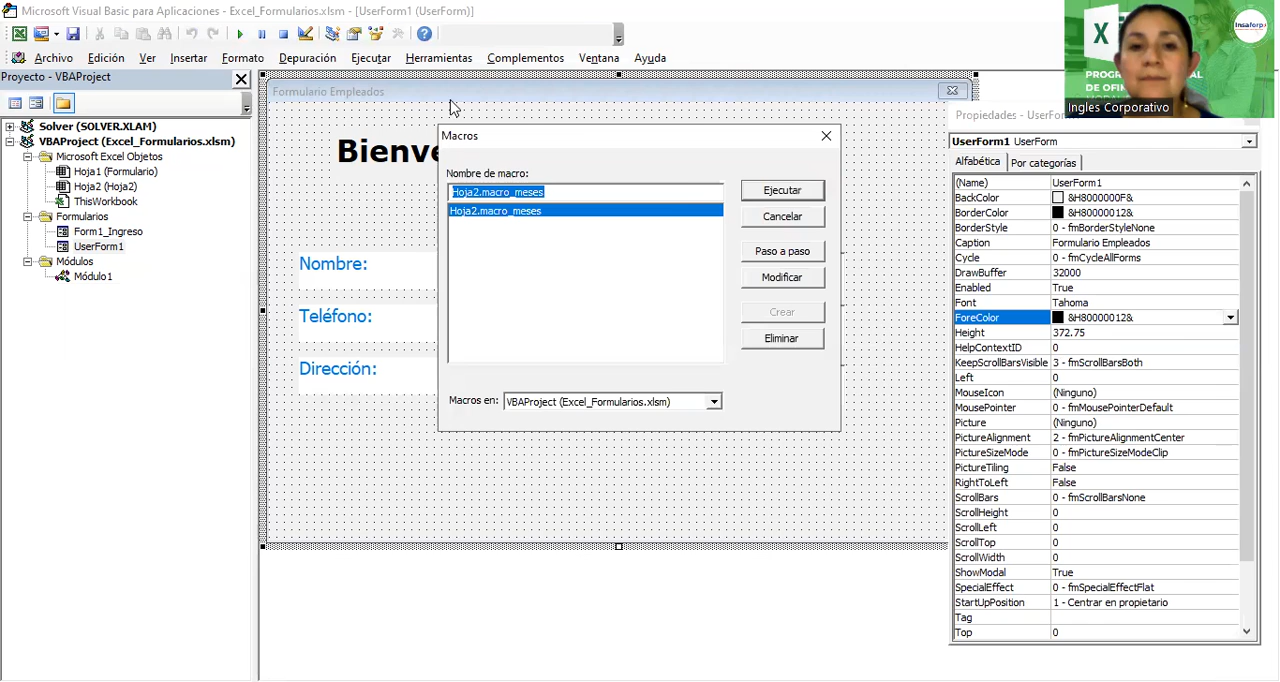 Microsoft Visual Basic para Aplicaciones - Excel_Formularios.xlsm - [UserForm1 (UserForm)]
Archivo Edición Ver Insertar Formato Depuración Ejecutar Herramientas Complementos Ventana Ayuda
Insaforp
Ingles Corporativo
Proyecto - VBAProject
Solver (SOLVER.XLAM)
VBAProject (Excel_Formularios.xlsm)
Microsoft Excel Objetos
Hoja1 (Formulario)
Hoja2 (Hoja2)
ThisWorkbook
Formularios
Form1_Ingreso
UserForm1
Módulos
Módulo1
Formulario Empleados
Nombre:
Teléfono:
Dirección:
Macros
Nombre de macro:
Hoja2.macro_meses
Hoja2.macro_meses
Ejecutar
Cancelar
Paso a paso
Modificar
Crear
Eliminar
Macros en: VBAProject (Excel_Formularios.xlsm)
UserForm1 UserForm
Alfabética Por categorías
(Name) UserForm1
BackColor &H8000000F&
BorderColor &H80000012&
BorderStyle 0 - fmBorderStyleNone
Caption Formulario Empleados
Cycle 0 - fmCycleAllForms
DrawBuffer 32000
Enabled True
Font Tahoma
ForeColor &H80000012&
Height 372.75
HelpContextID 0
KeepScrollBarsVisible 3 - fmScrollBarsBoth
Left 0
MouseIcon (Ninguno)
MousePointer 0 - fmMousePointerDefault
Picture (Ninguno)
PictureAlignment 2 - fmPictureAlignmentCenter
PictureSizeMode 0 - fmPictureSizeModeClip
PictureTiling False
RightToLeft False
ScrollBars 0 - fmScrollBarsNone
ScrollHeight 0
ScrollLeft 0
ScrollTop 0
ScrollWidth 0
ShowModal True
SpecialEffect 0 - fmSpecialEffectFlat
StartUpPosition 1 - Centrar en propietario
Tag
Top 0